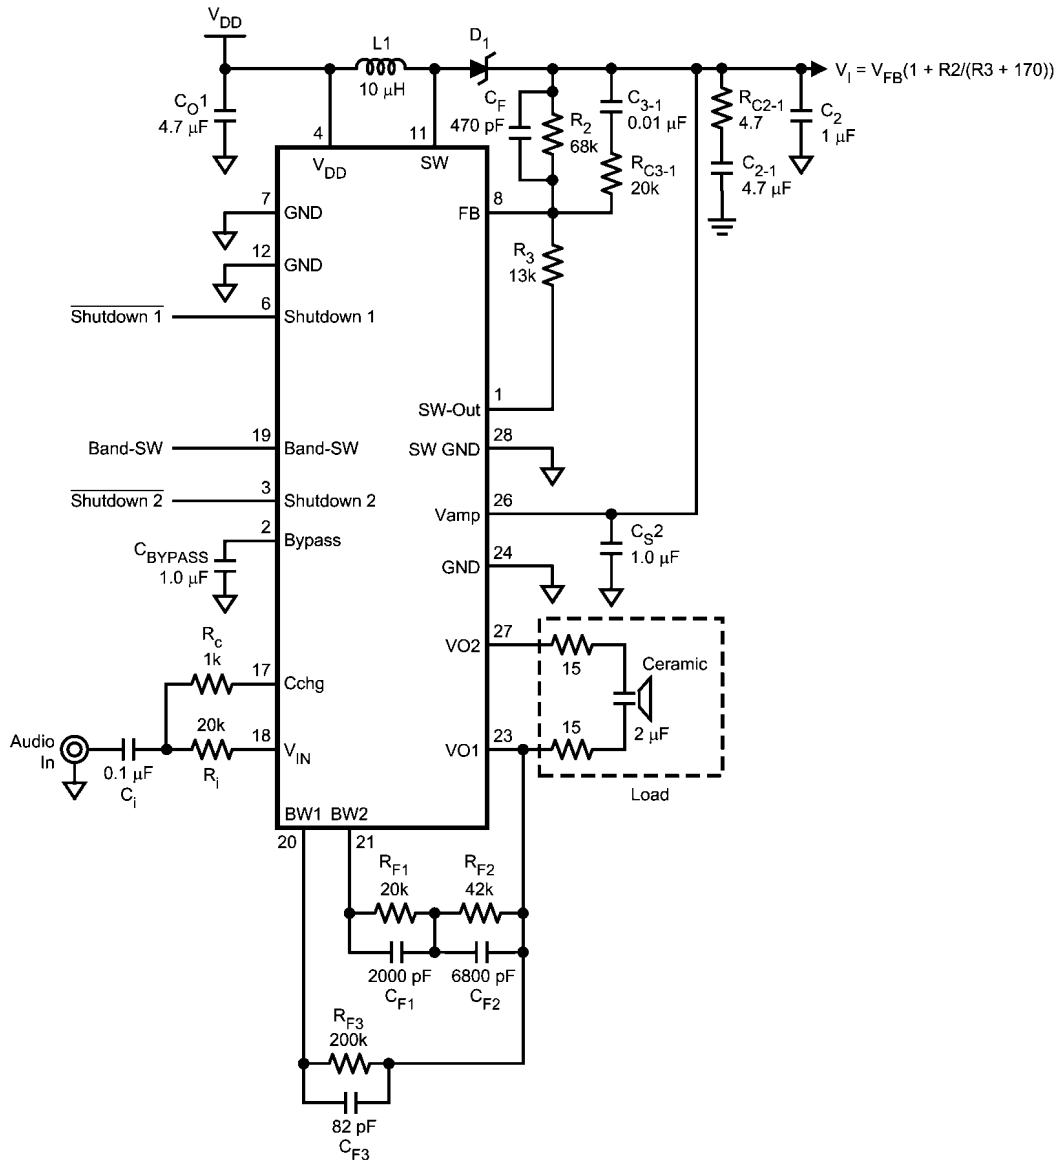 VDD
L1
10 µH
D1
VI = VFB(1 + R2/(R3 + 170))
CO1
4.7 µF
CF
470 pF
R2
68k
C3-1
0.01 µF
RC3-1
20k
RC2-1
4.7
C2-1
4.7 µF
C2
1 µF
4
11
VDD
SW
7
GND
8
FB
12
GND
R3
13k
6
Shutdown 1
Shutdown 1
1
SW-Out
19
Band-SW
Band-SW
28
SW GND
3
Shutdown 2
Shutdown 2
26
Vamp
CS2
1.0 µF
2
Bypass
CBYPASS
1.0 µF
24
GND
27
VO2
15
Ceramic
2 µF
15
23
VO1
Load
Rc
1k
17
Cchg
Audio
In
0.1 µF
Ci
20k
Ri
18
VIN
BW1
BW2
20
21
RF1
20k
RF2
42k
2000 pF
CF1
6800 pF
CF2
RF3
200k
82 pF
CF3